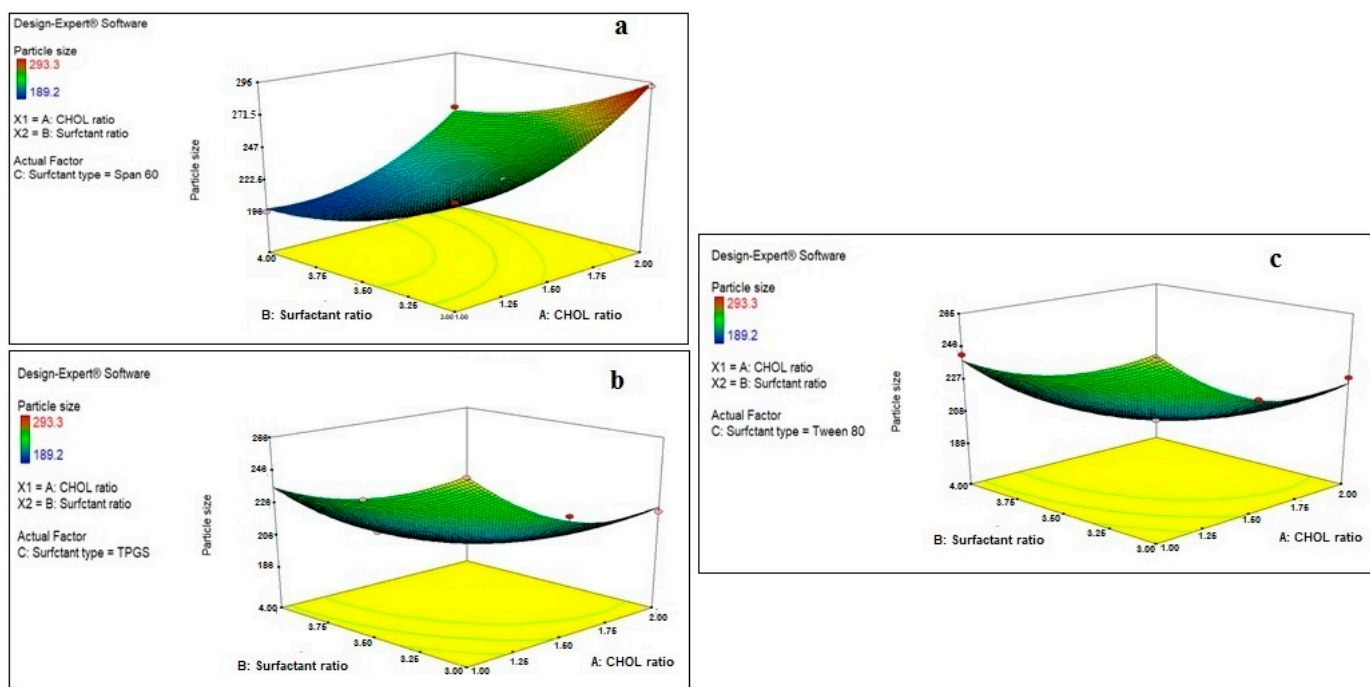 Design-Expert® Software
a
Particle size
293.3
189.2
X1 = A: CHOL ratio
X2 = B: Surfctant ratio
Actual Factor
C: Surfctant type = Span 60
Particle size
295
271.5
247
222.5
198
4.00
3.75
3.50
3.25
3.00
1.00
1.25
1.50
1.75
2.00
B: Surfactant ratio
A: CHOL ratio
Design-Expert® Software
b
Particle size
293.3
189.2
X1 = A: CHOL ratio
X2 = B: Surfctant ratio
Actual Factor
C: Surfctant type = TPGS
Particle size
246
226
206
186
4.00
3.75
3.50
3.25
3.00
1.00
1.25
1.50
1.75
2.00
B: Surfactant ratio
A: CHOL ratio
Design-Expert® Software
c
Particle size
293.3
189.2
X1 = A: CHOL ratio
X2 = B: Surfctant ratio
Actual Factor
C: Surfctant type = Tween 80
Particle size
265
246
227
208
189
4.00
3.75
3.50
3.25
3.00
1.00
1.25
1.50
1.75
2.00
B: Surfactant ratio
A: CHOL ratio